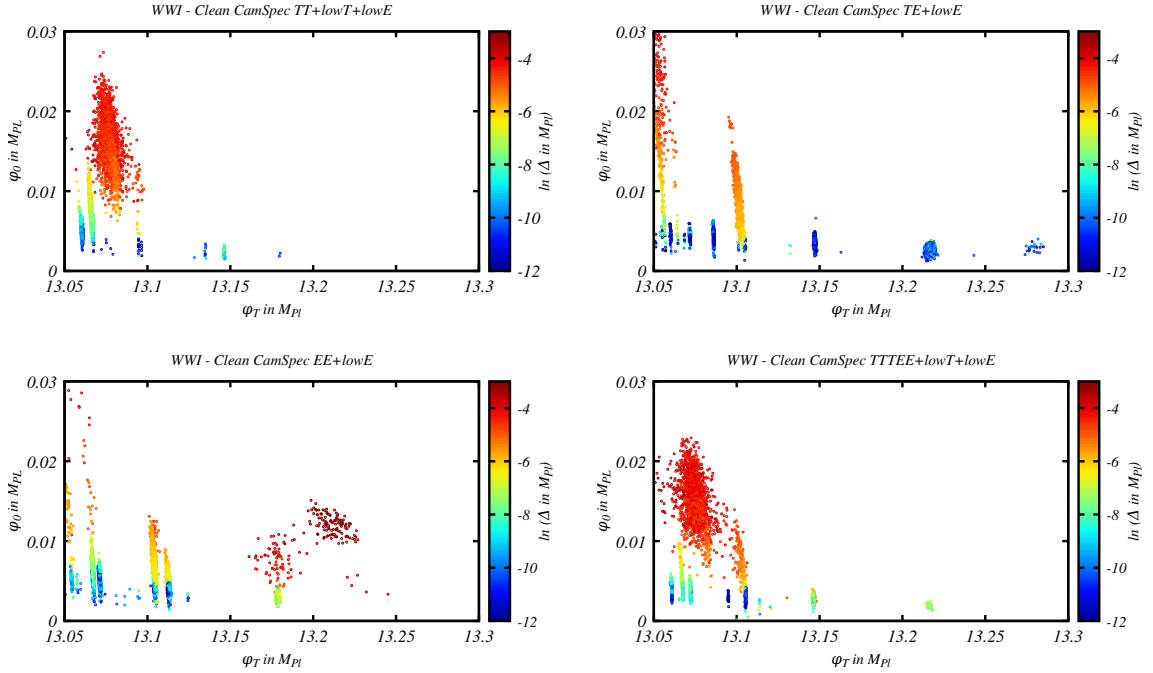 WWI - Clean CamSpec TT+lowT+lowE
0.03
0.02
0.01
0
φ0 in MPL
13.05 13.1 13.15 13.2 13.25 13.3
φT in MPl
-4
-6
-8
-10
-12
ln (Δ in MPl)
WWI - Clean CamSpec TE+lowE
0.03
0.02
0.01
0
φ0 in MPL
13.05 13.1 13.15 13.2 13.25 13.3
φT in MPl
-4
-6
-8
-10
-12
ln (Δ in MPl)
WWI - Clean CamSpec EE+lowE
0.03
0.02
0.01
0
φ0 in MPL
13.05 13.1 13.15 13.2 13.25 13.3
φT in MPl
-4
-6
-8
-10
-12
ln (Δ in MPl)
WWI - Clean CamSpec TTTEE+lowT+lowE
0.03
0.02
0.01
0
φ0 in MPL
13.05 13.1 13.15 13.2 13.25 13.3
φT in MPl
-4
-6
-8
-10
-12
ln (Δ in MPl)